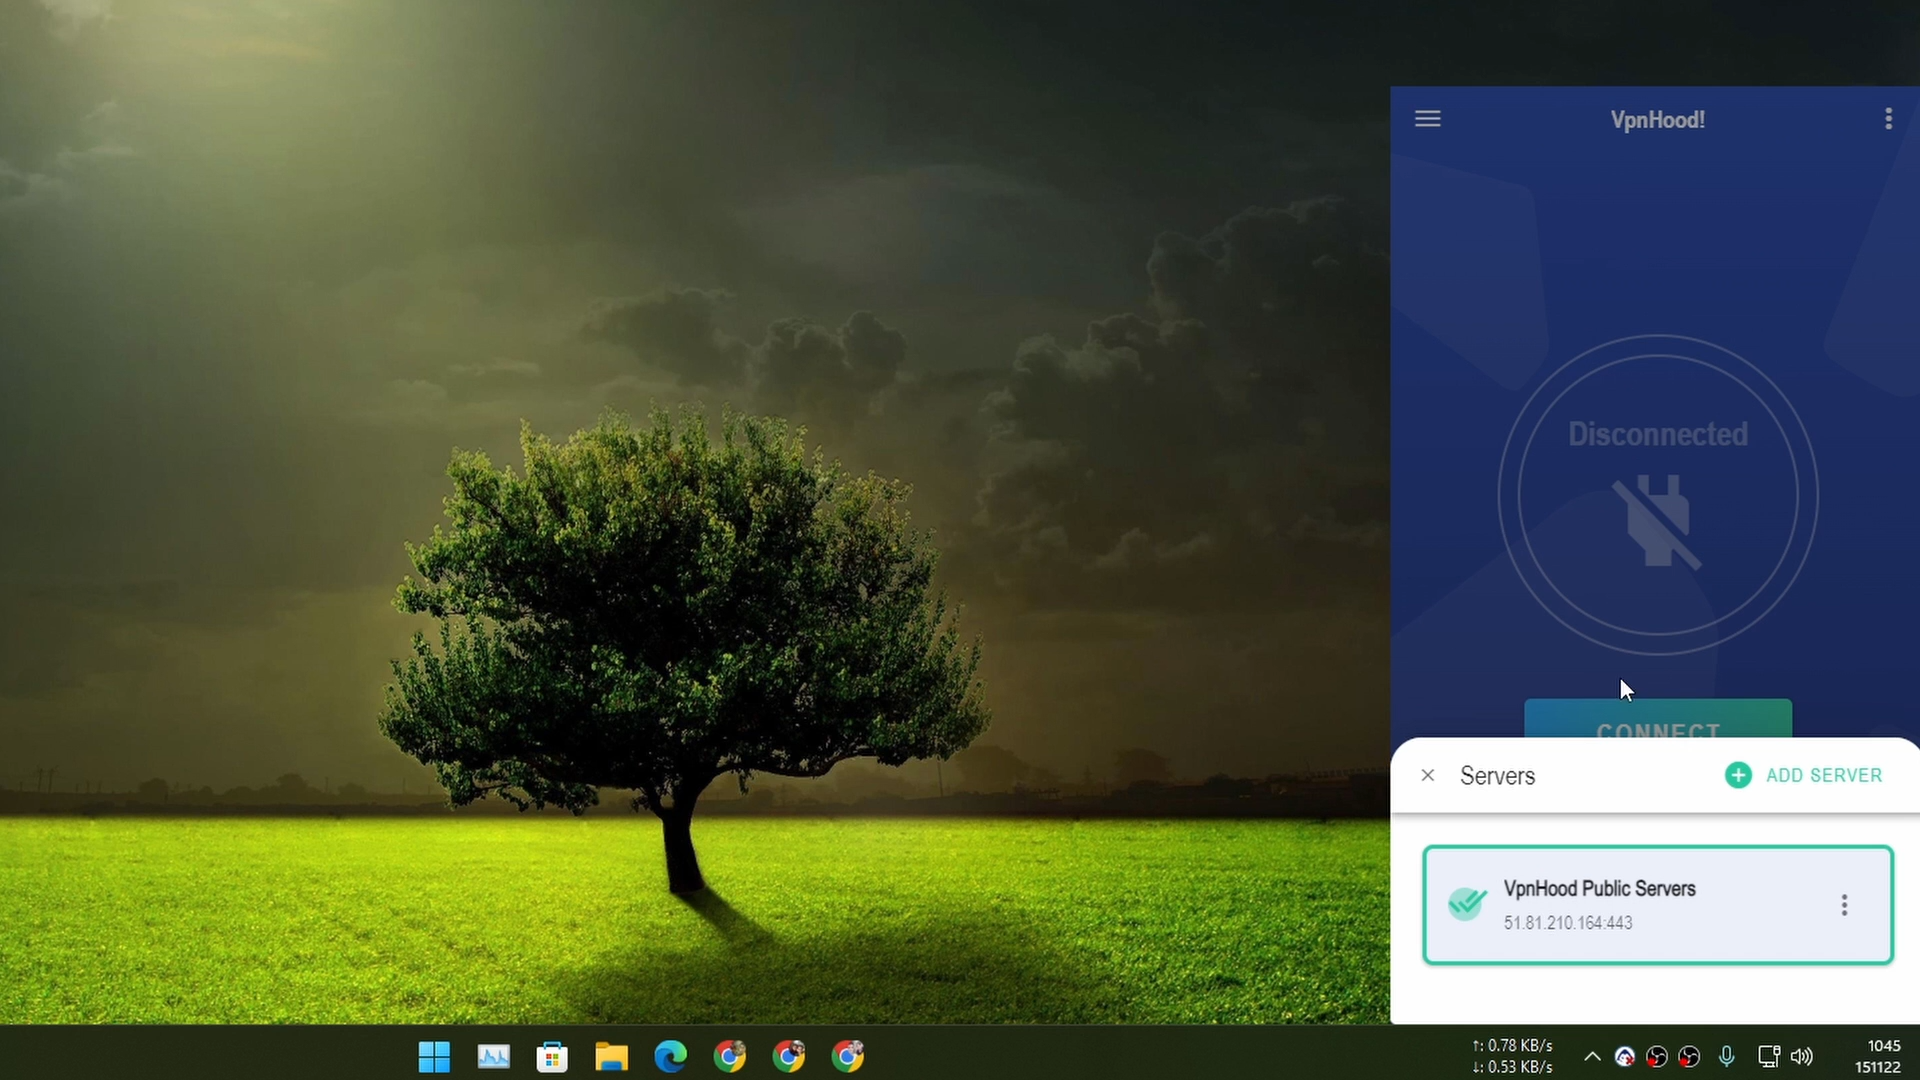 VpnHood!
Disconnected
CONNECT
Servers
ADD SERVER
VpnHood Public Servers
51.81.210.164:443
↑: 0.78 KB/s
↓: 0.53 KB/s
1045
151122